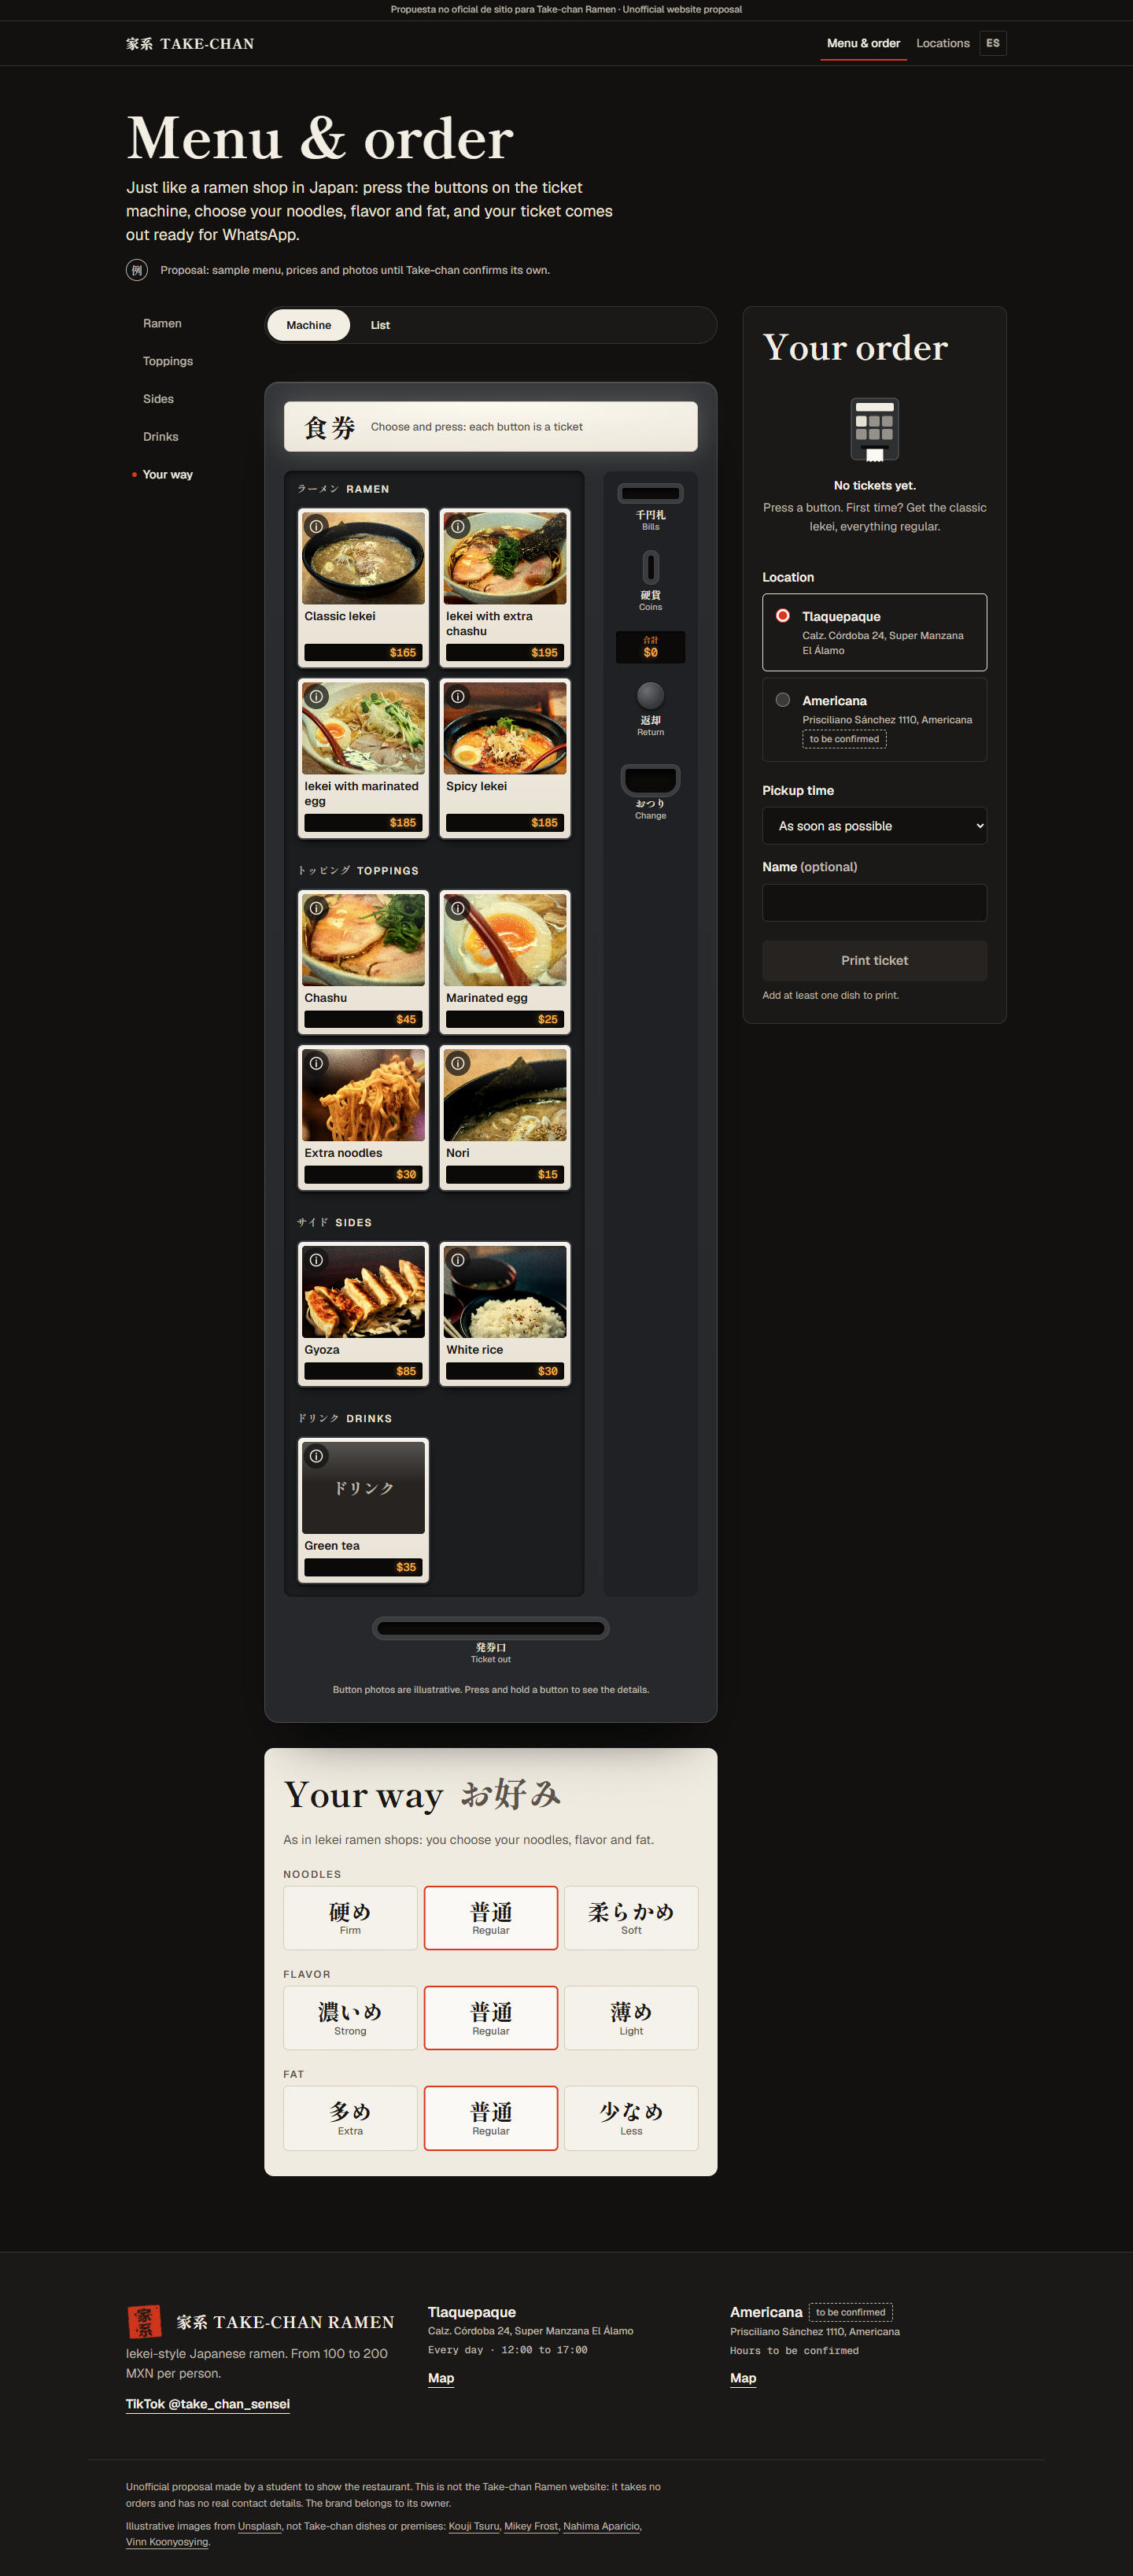 Propuesta no oficial de sitio para Take-chan Ramen · Unofficial website proposal
家系 TAKE-CHAN
Menu & order
Locations
ES
Menu & order
Just like a ramen shop in Japan: press the buttons on the ticket
machine, choose your noodles, flavor and fat, and your ticket comes
out ready for WhatsApp.
例 Proposal: sample menu, prices and photos until Take-chan confirms its own.
Ramen
Toppings
Sides
Drinks
Your way
Machine
List
食券 Choose and press: each button is a ticket
ラーメン RAMEN
Classic Iekei
$165
Iekei with extra
chashu
$195
Iekei with marinated
egg
$185
Spicy Iekei
$185
トッピング TOPPINGS
Chashu
$45
Marinated egg
$25
Extra noodles
$30
Nori
$15
サイド SIDES
Gyoza
$85
White rice
$30
ドリンク DRINKS
ドリンク
Green tea
$35
千円札
Bills
硬貨
Coins
合計
$0
返却
Return
おつり
Change
発券口
Ticket out
Button photos are illustrative. Press and hold a button to see the details.
Your order
No tickets yet.
Press a button. First time? Get the classic
Iekei, everything regular.
Location
Tlaquepaque
Calz. Córdoba 24, Super Manzana
El Álamo
Americana
Prisciliano Sánchez 1110, Americana
to be confirmed
Pickup time
As soon as possible
Name (optional)
Print ticket
Add at least one dish to print.
Your way お好み
As in Iekei ramen shops: you choose your noodles, flavor and fat.
NOODLES
硬め
Firm
普通
Regular
柔らかめ
Soft
FLAVOR
濃いめ
Strong
普通
Regular
薄め
Light
FAT
多め
Extra
普通
Regular
少なめ
Less
家系
家系 TAKE-CHAN RAMEN
Iekei-style Japanese ramen. From 100 to 200
MXN per person.
TikTok @take_chan_sensei
Tlaquepaque
Calz. Córdoba 24, Super Manzana El Álamo
Every day · 12:00 to 17:00
Map
Americana to be confirmed
Prisciliano Sánchez 1110, Americana
Hours to be confirmed
Map
Unofficial proposal made by a student to show the restaurant. This is not the Take-chan Ramen website: it takes no
orders and has no real contact details. The brand belongs to its owner.
Illustrative images from Unsplash, not Take-chan dishes or premises: Kouji Tsuru, Mikey Frost, Nahima Aparicio,
Vinn Koonyosying.